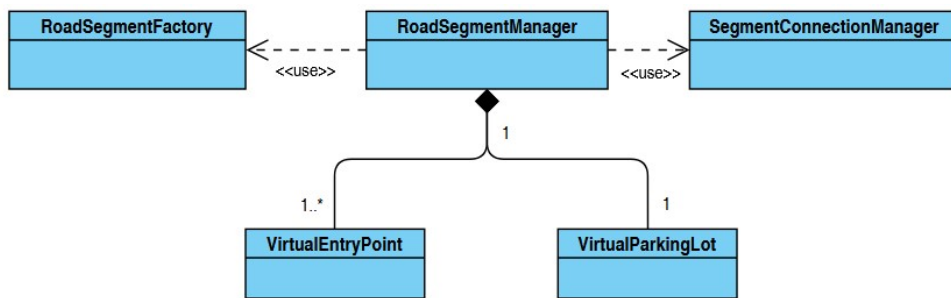 RoadSegmentFactory
RoadSegmentManager
SegmentConnectionManager
<<use>>
<<use>>
1
1..*
1
VirtualEntryPoint
VirtualParkingLot